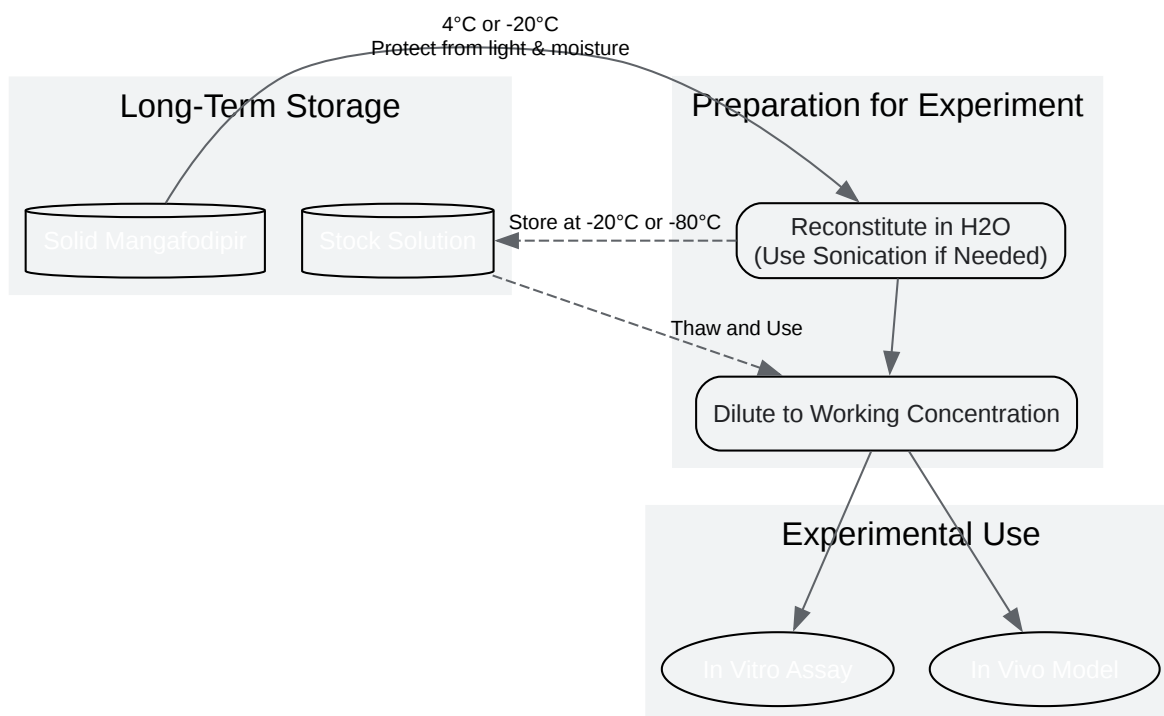 4°C or -20°C
Protect from light & moisture
Long-Term Storage
Preparation for Experiment
Solid Mangafodipir
Stock Solution
Store at -20°C or -80°C
Reconstitute in H2O
(Use Sonication if Needed)
Thaw and Use
Dilute to Working Concentration
Experimental Use
In Vitro Assay
In Vivo Model